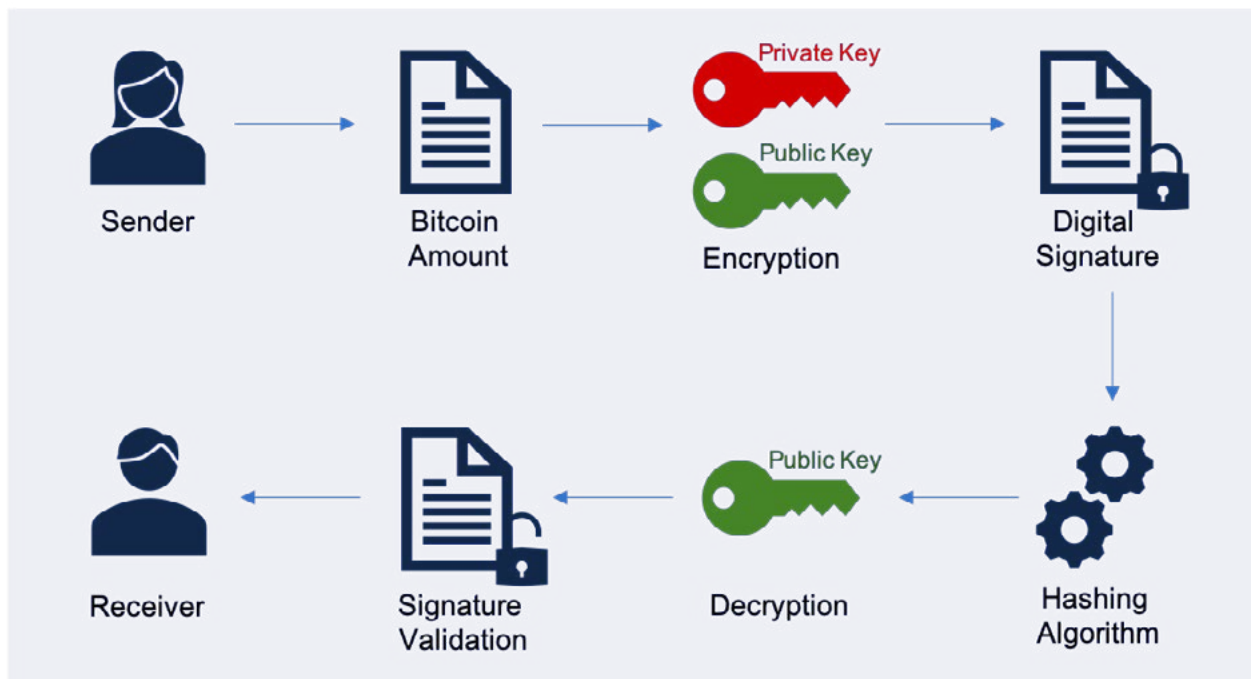 Private Key
Public Key
Sender
Bitcoin
Amount
Encryption
Digital
Signature
Public Key
Receiver
Signature
Validation
Decryption
Hashing
Algorithm